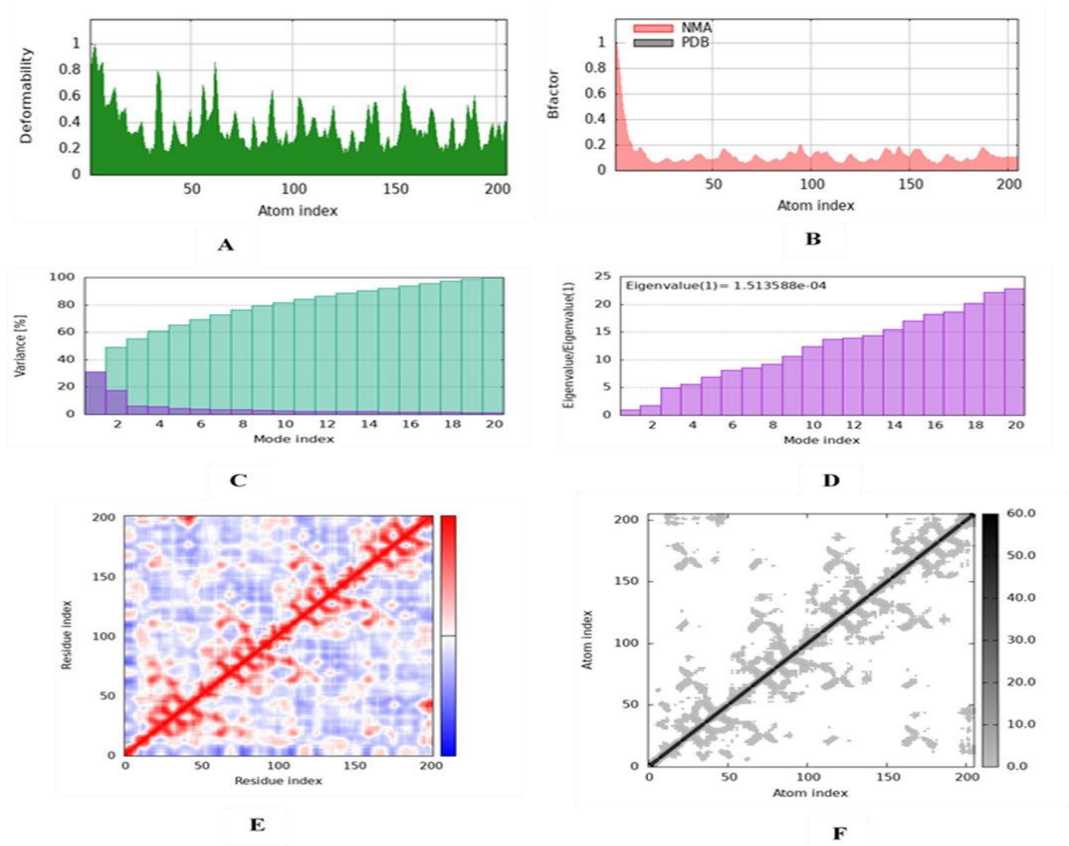 Deformability
1
0.8
0.6
0.4
0.2
0
50 100 150 200
Atom index
A
Bfactor
NMA
PDB
1
0.8
0.6
0.4
0.2
0
50 100 150 200
Atom index
B
Variance [%]
100
80
60
40
20
0
2 4 6 8 10 12 14 16 18 20
Mode index
C
Eigenvalue/Eigenvalue(1)
Eigenvalue(1)= 1.513588e-04
25
20
15
10
5
0
2 4 6 8 10 12 14 16 18 20
Mode index
D
Residue index
200
150
100
50
0
0 50 100 150 200
Residue index
E
Atom index
200
150
100
50
0
0 50 100 150 200
Atom index
60.0
50.0
40.0
30.0
20.0
10.0
0.0
F